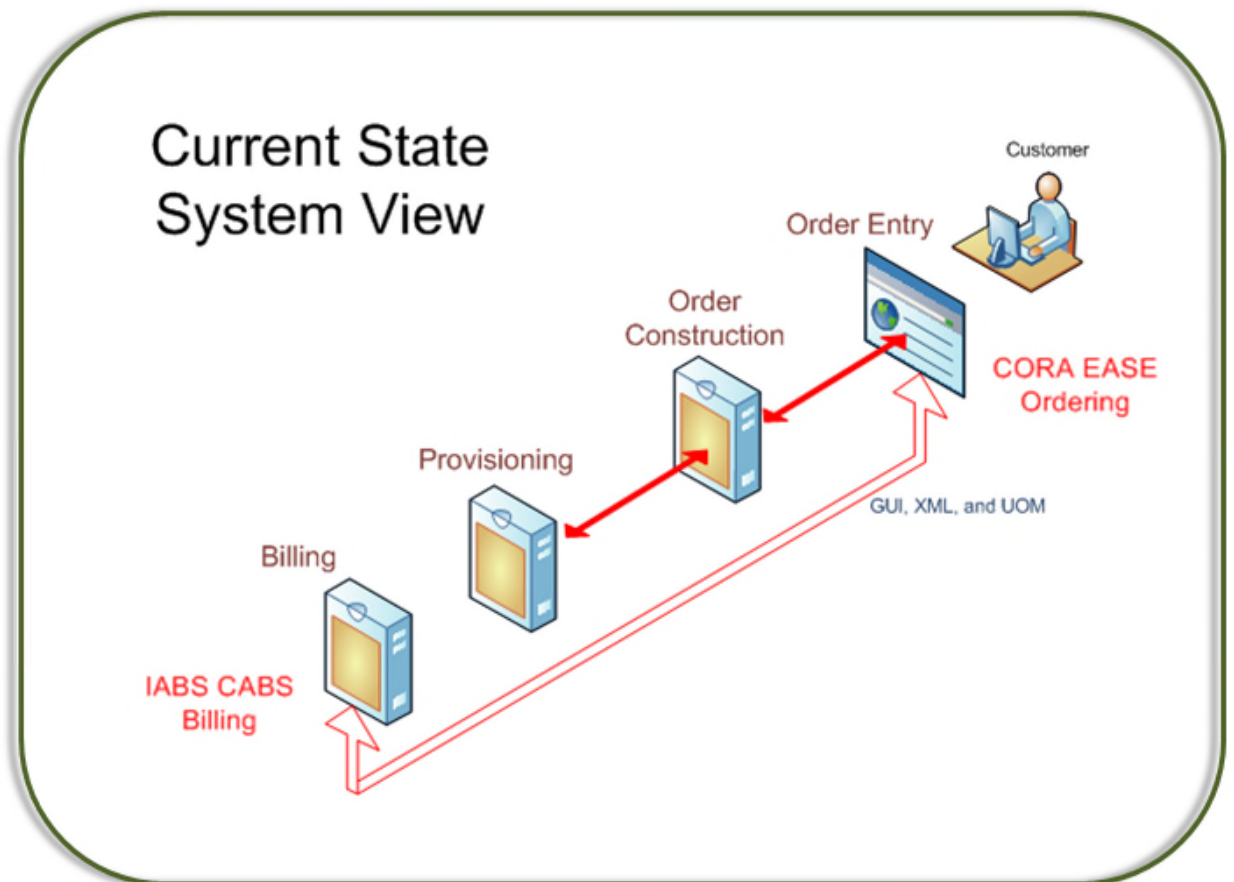 Current State
System View
Customer
Order Entry
Order
Construction
CORA EASE
Ordering
Provisioning
GUI, XML, and UOM
Billing
IABS CABS
Billing